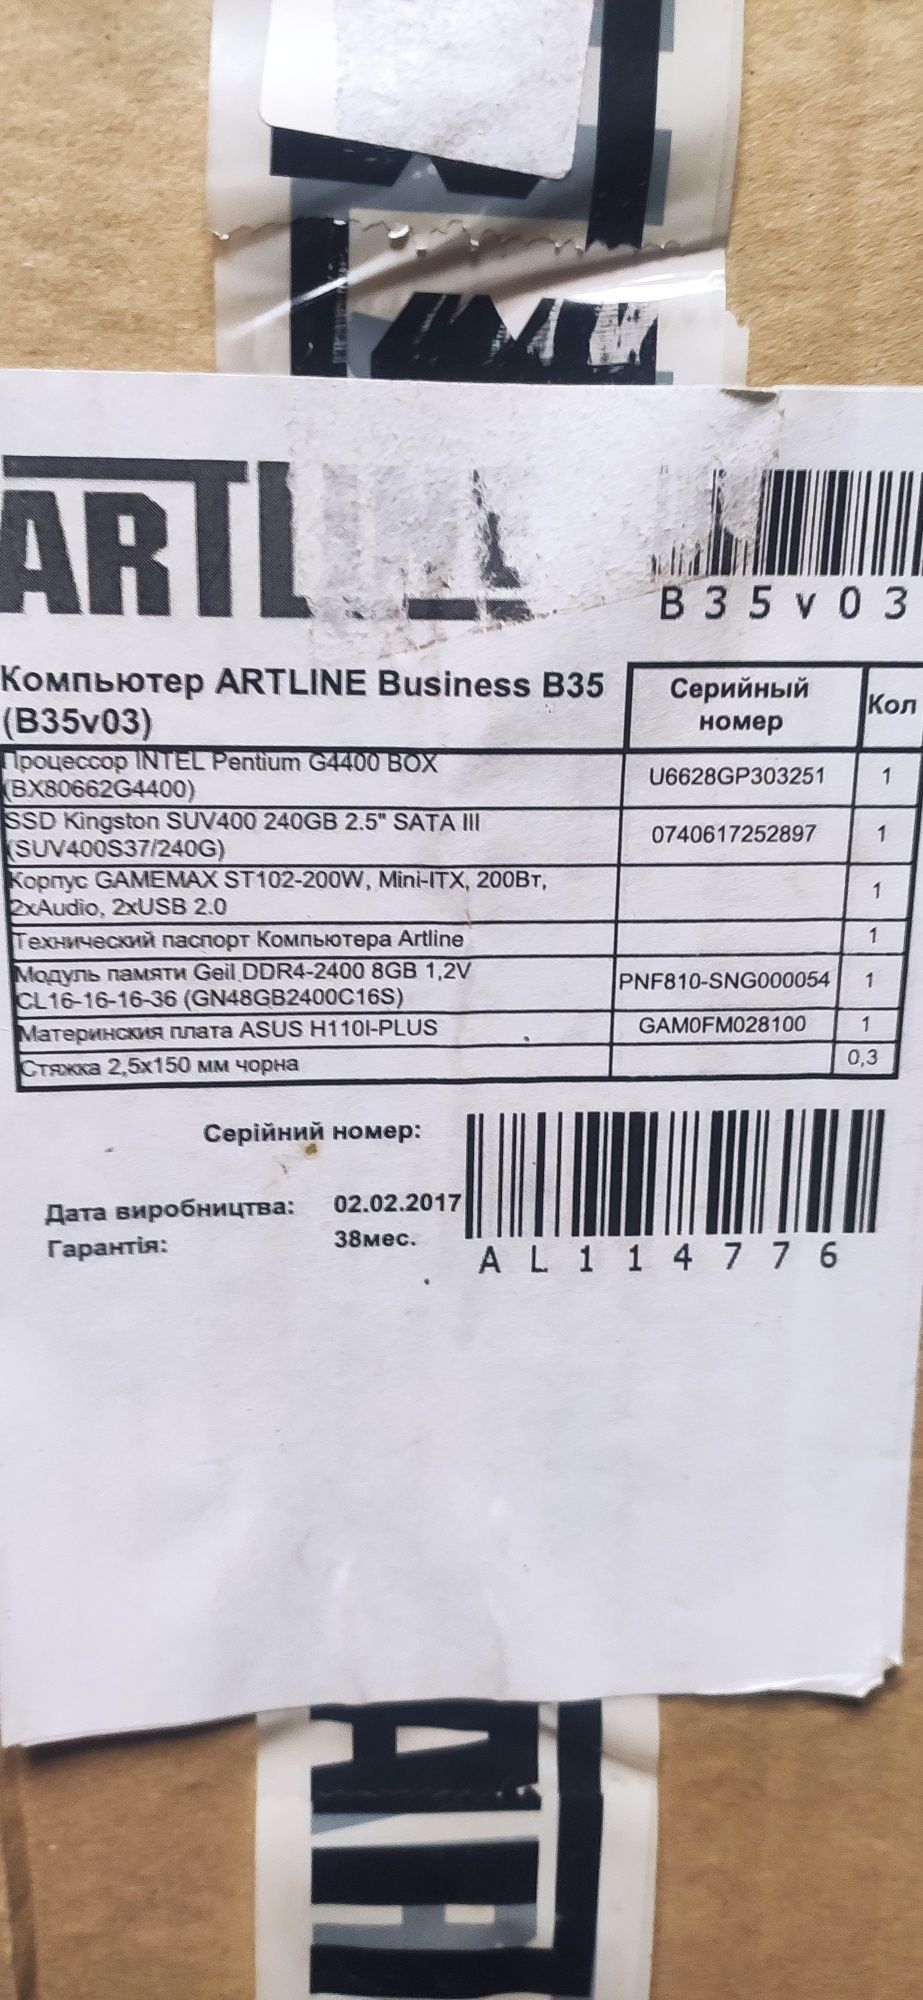 B35v03
Компьютер ARTLINE Business B35
(B35v03)
Серийный
номер
Кол
Процессор INTEL Pentium G4400 BOX
(BX80662G4400)
U6628GP303251
1
SSD Kingston SUV400 240GB 2.5" SATA III
(SUV400S37/240G)
0740617252897
1
Корпус GAMEMAX ST102-200W, Mini-ITX, 200Вт,
2xAudio, 2xUSB 2.0
1
Технический паспорт Компьютера Artline
1
Модуль памяти Geil DDR4-2400 8GB 1,2V
CL16-16-16-36 (GN48GB2400C16S)
PNF810-SNG000054
1
Материнския плата ASUS H110I-PLUS
GAM0FM028100
1
Стяжка 2,5х150 мм чорна
0,3
Серійний номер:
Дата виробництва: 02.02.2017
Гарантія: 38мес.
AL114776